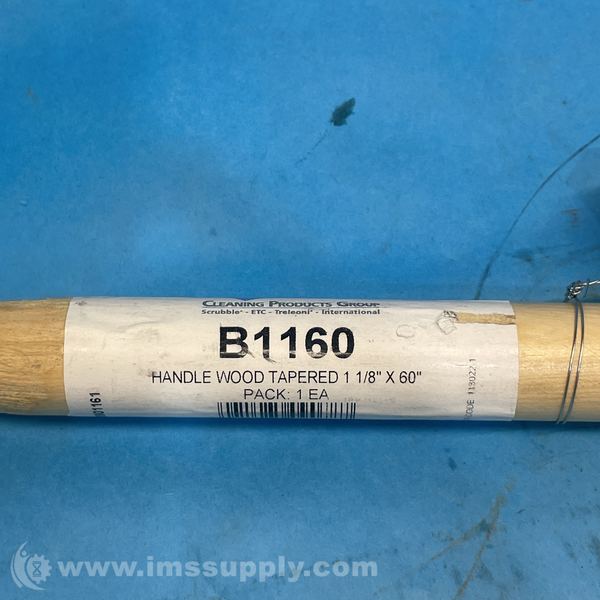 CLEANING PRODUCTS GROUP
Scrubble® - ETC - Treleoni® - International
B1160
HANDLE WOOD TAPERED 1 1/8" X 60"
PACK: 1 EA
www.imssupply.com